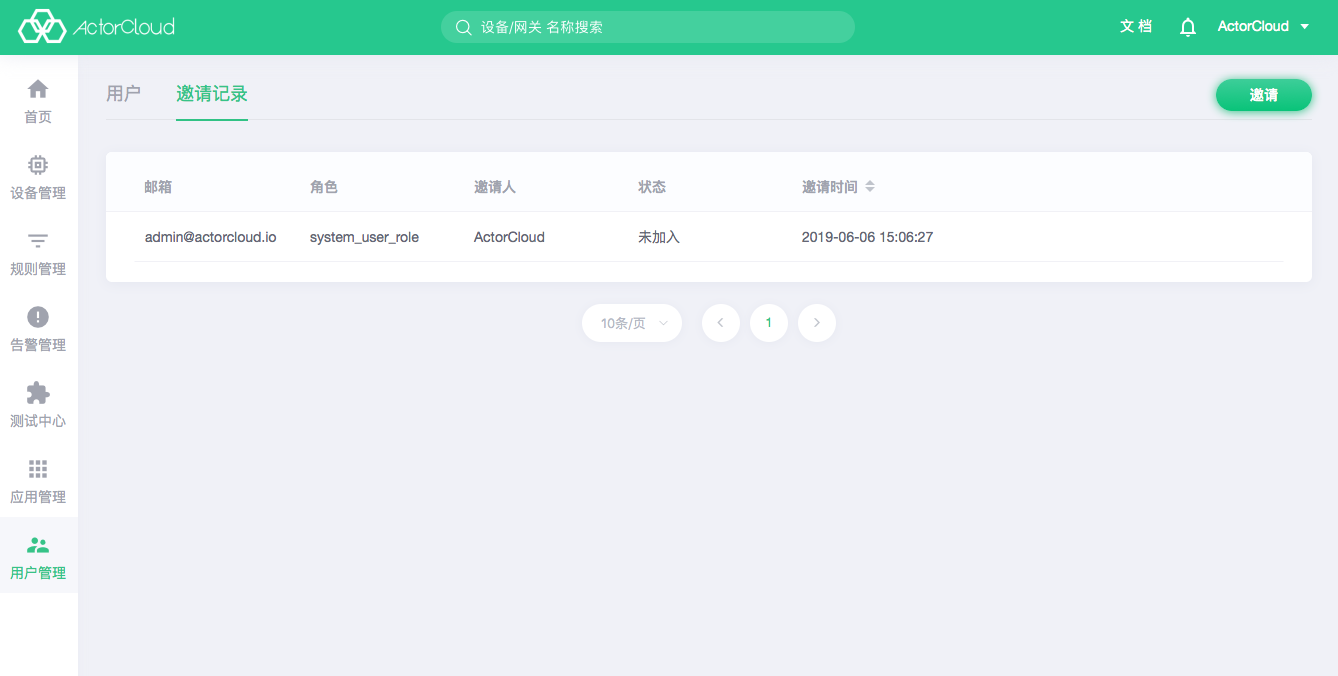 ActorCloud
设备/网关 名称搜索
文档
ActorCloud
首页
设备管理
规则管理
告警管理
测试中心
应用管理
用户管理
用户 邀请记录
邀请
邮箱 角色 邀请人 状态 邀请时间
admin@actorcloud.io system_user_role ActorCloud 未加入 2019-06-06 15:06:27
10条/页 1